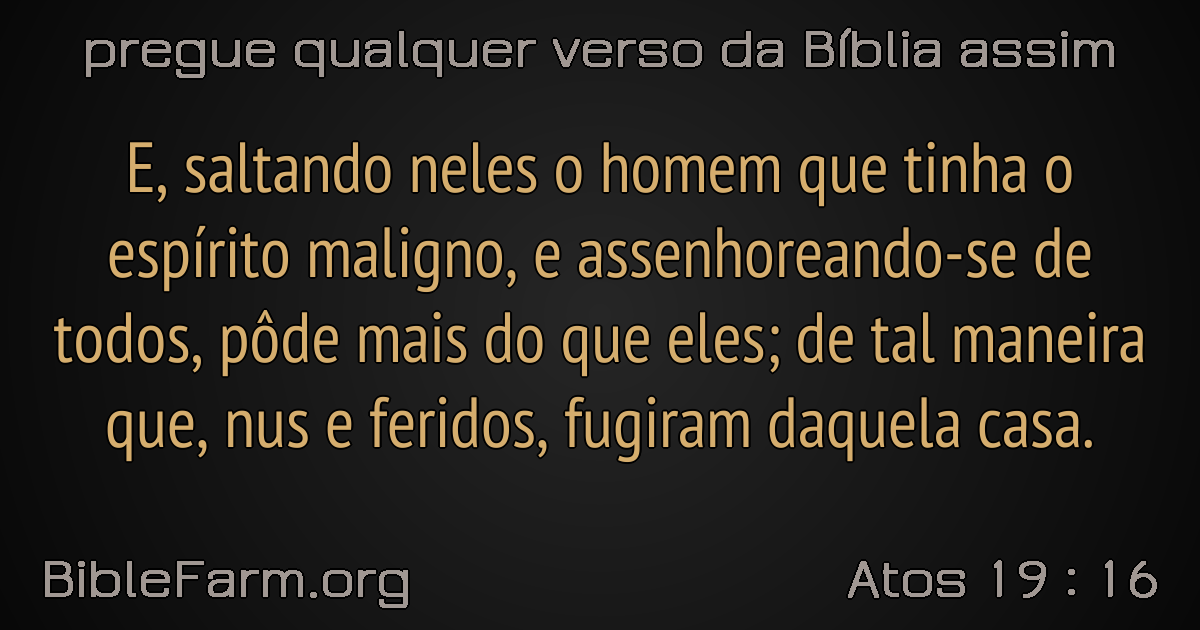 pregue qualquer verso da Bíblia assim
E, saltando neles o homem que tinha o
espírito maligno, e assenhoreando-se de
todos, pôde mais do que eles; de tal maneira
que, nus e feridos, fugiram daquela casa.
BibleFarm.org
Atos 19 : 16